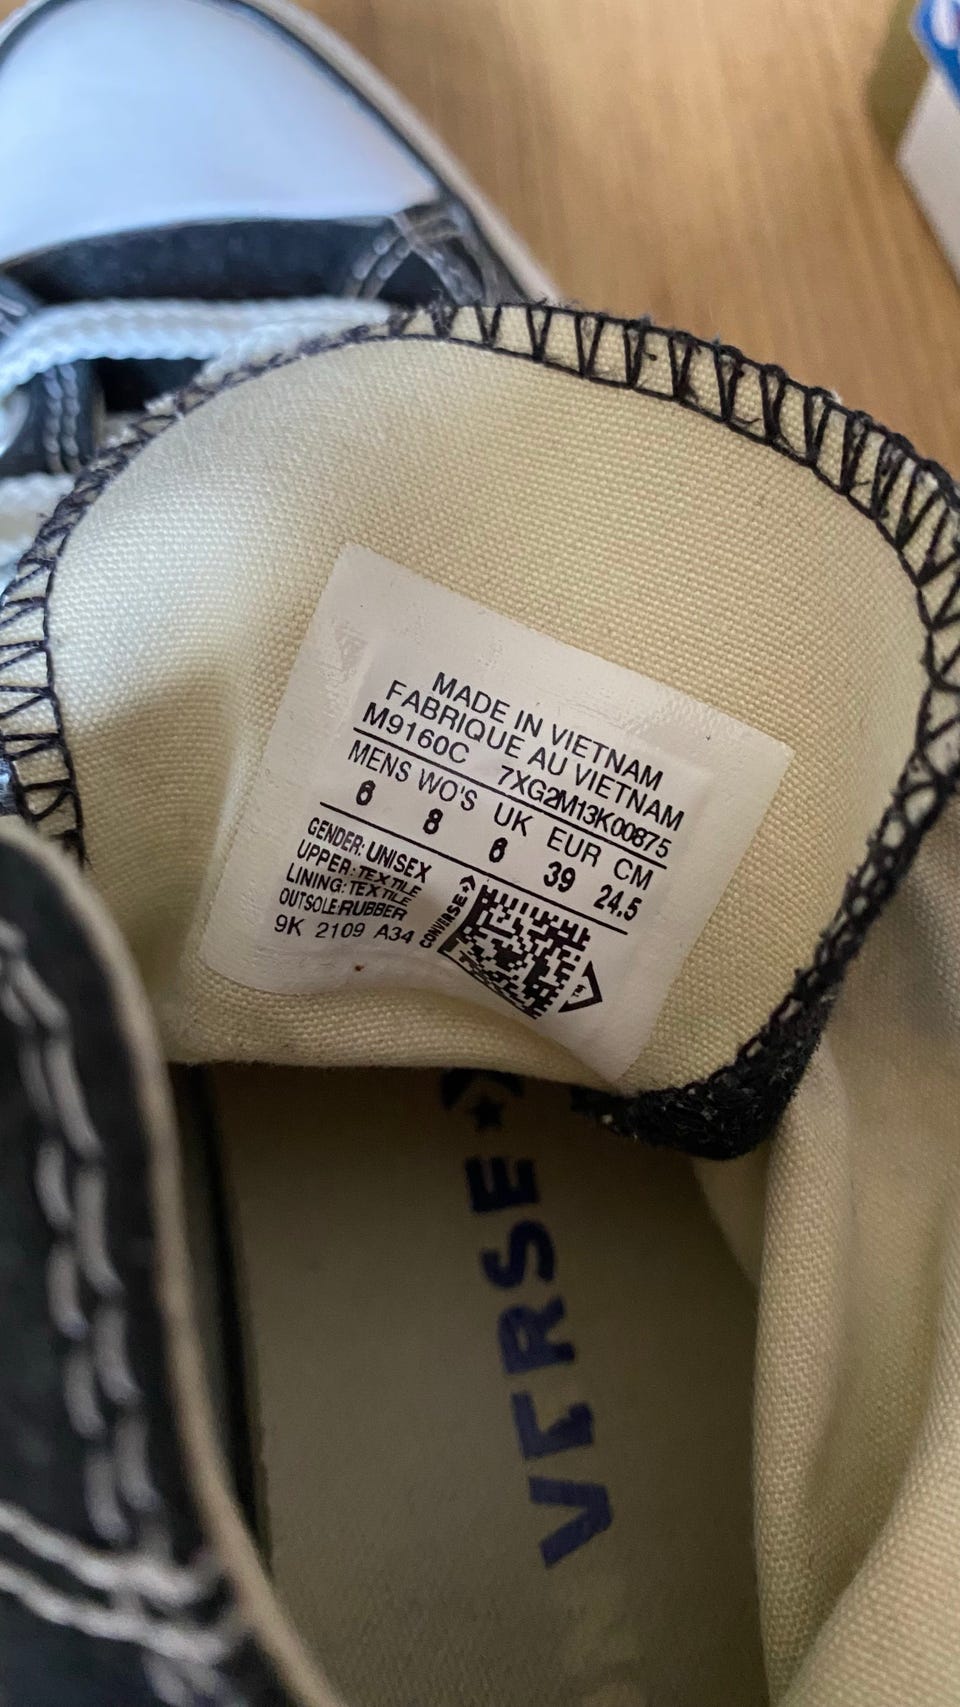 MADE IN VIETNAM
FABRIQUE AU VIETNAM
M9160C 7XG2M13K00875
MENS WO'S UK EUR CM
6 8 6 39 24.5
GENDER: UNISEX
UPPER: TEXTILE
LINING: TEXTILE
OUTSOLE: RUBBER
9K 2109 A34
CONVERSE
VERSE